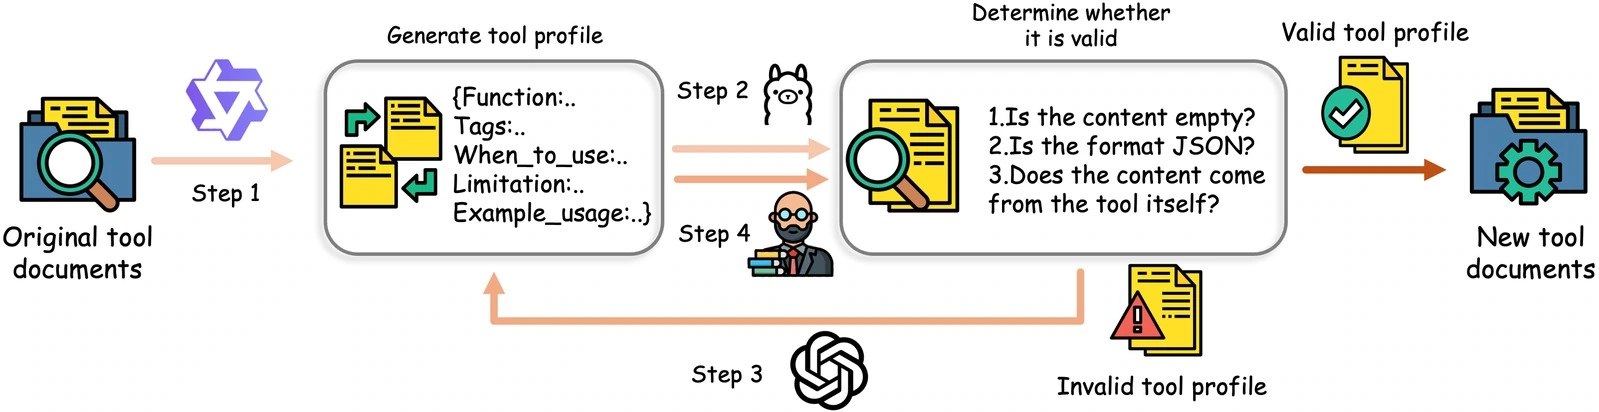 Original tool
documents
Step 1
Generate tool profile
{Function:..
Tags:..
When_to_use:..
Limitation:..
Example_usage:..}
Step 2
Step 4
Determine whether
it is valid
1.Is the content empty?
2.Is the format JSON?
3.Does the content come
from the tool itself?
Step 3
Invalid tool profile
Valid tool profile
New tool
documents